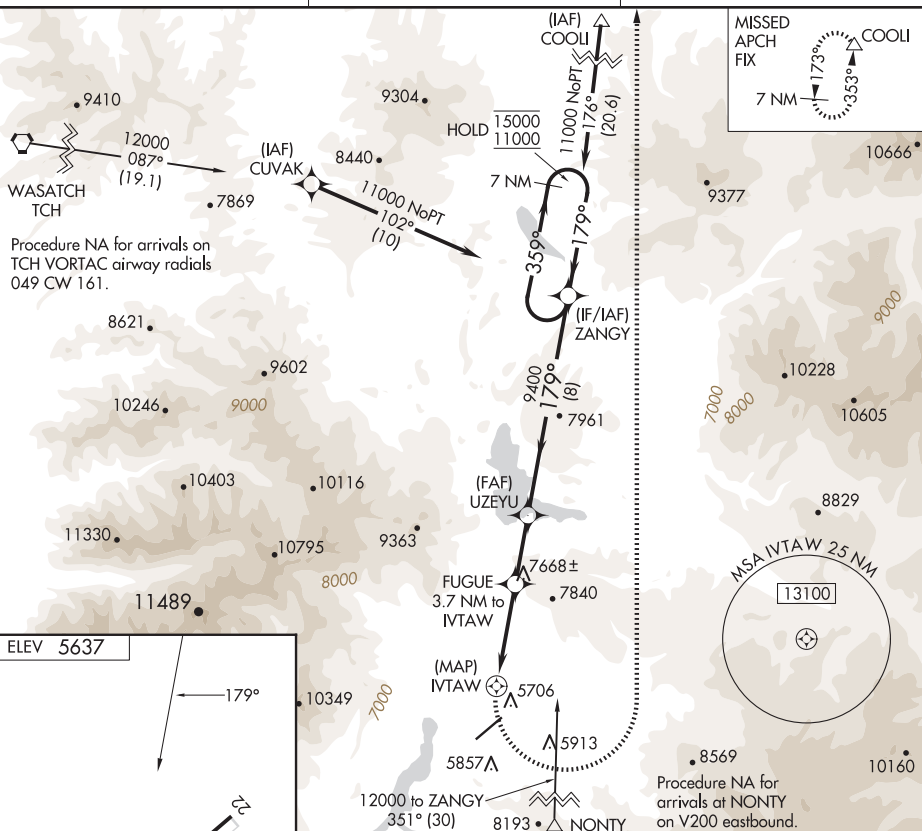 (IAF)
COOLI
MISSED
APCH
FIX
COOLI
173°
353°
7 NM
9410
9304
11000 NoPT
176°
(20.6)
HOLD
15000
11000
12000
087°
(19.1)
(IAF)
CUVAK
8440
7 NM
10666
WASATCH
TCH
7869
11000 NoPT
102°
(10)
9377
359°
179°
Procedure NA for arrivals on
TCH VORTAC airway radials
049 CW 161.
(IF/IAF)
ZANGY
9000
8621
9602
9400
179°
(8)
10228
10246
9000
7961
7000
8000
10605
10403
10116
(FAF)
UZEYU
8829
11330
9363
10795
MSA IVTAW 25 NM
7668±
8000
FUGUE
3.7 NM to
IVTAW
7840
13100
11489
ELEV 5637
179°
(MAP)
IVTAW
5706
10349
7000
5913
5857
8569
10160
12000 to ZANGY
351° (30)
Procedure NA for
arrivals at NONTY
on V200 eastbound.
22
8193
NONTY